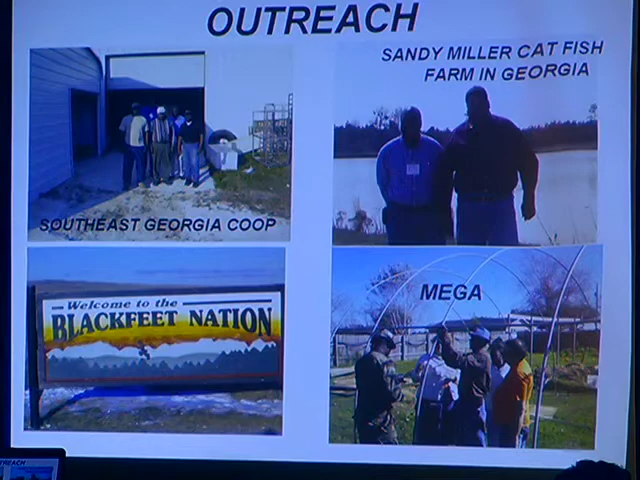 OUTREACH
SOUTHEAST GEORGIA COOP
SANDY MILLER CAT FISH
FARM IN GEORGIA
Welcome to the
BLACKFEET NATION
MEGA